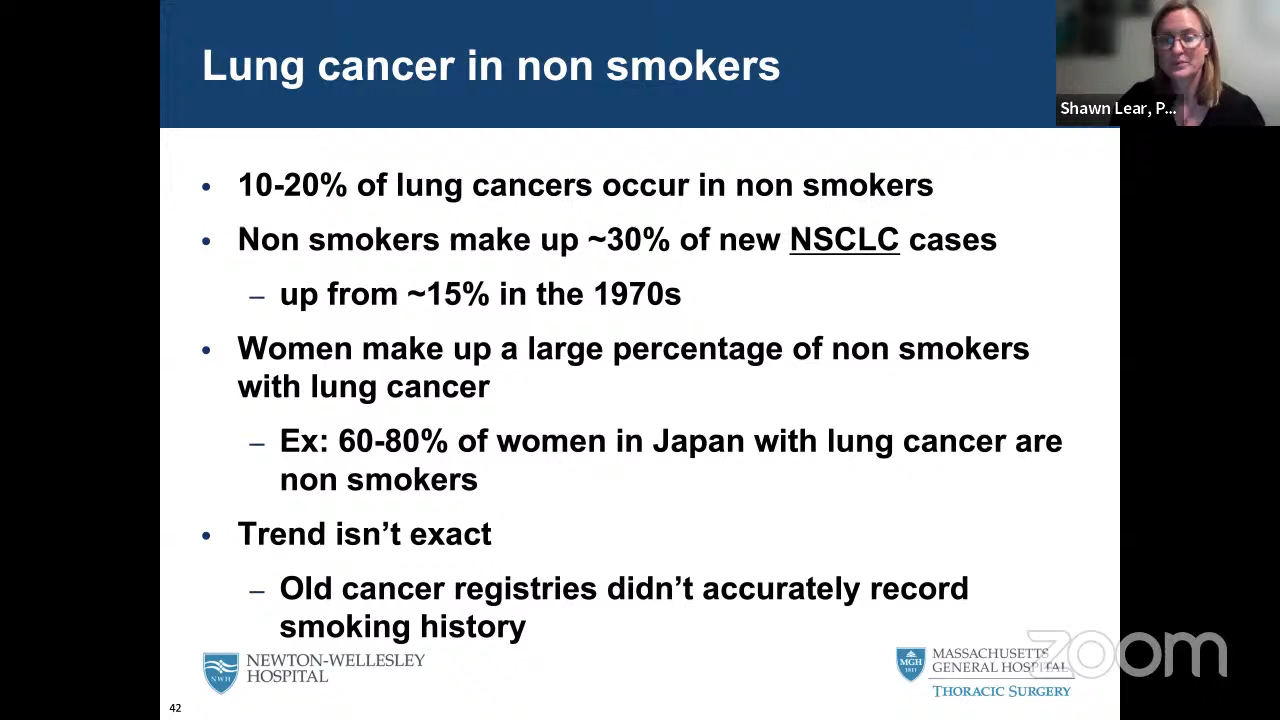 Lung cancer in non smokers
Shawn Lear, P...
• 10-20% of lung cancers occur in non smokers
• Non smokers make up ~30% of new NSCLC cases
– up from ~15% in the 1970s
• Women make up a large percentage of non smokers
with lung cancer
– Ex: 60-80% of women in Japan with lung cancer are
non smokers
• Trend isn’t exact
– Old cancer registries didn’t accurately record
smoking history
NWH
NEWTON-WELLESLEY
HOSPITAL
MGH
1811
MASSACHUSETTS
GENERAL HOSPITAL
THORACIC SURGERY
zoom
42